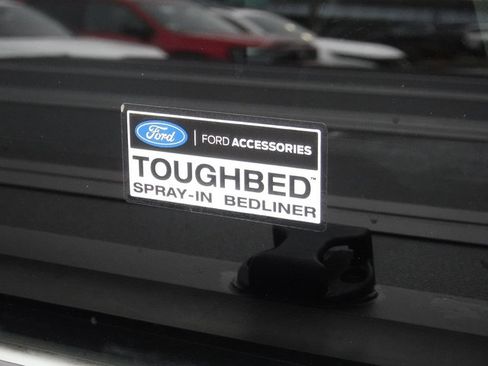 Ford | FORD ACCESSORIES
TOUGHBED™
SPRAY-IN BEDLINER